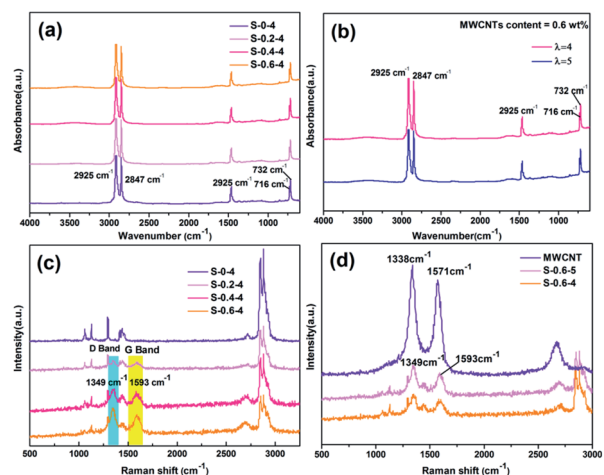 (a)
S-0-4
S-0.2-4
S-0.4-4
S-0.6-4
2925 cm-1
2847 cm-1
2925 cm-1
732 cm-1
716 cm-1
Absorbance(a.u.)
4000 3500 3000 2500 2000 1500 1000
Wavenumber (cm-1)
(b)
MWCNTs content = 0.6 wt%
λ=4
λ=5
2925 cm-1
2847 cm-1
2925 cm-1
732 cm-1
716 cm-1
Absorbance(a.u.)
4000 3500 3000 2500 2000 1500 1000
Wavenumber(cm-1)
(c)
S-0-4
S-0.2-4
S-0.4-4
S-0.6-4
D Band
G Band
1349 cm-1
1593 cm-1
Intensity(a.u.)
500 1000 1500 2000 2500 3000
Raman shift (cm-1)
(d)
MWCNT
S-0.6-5
S-0.6-4
1338cm-1
1571cm-1
1349cm-1
1593cm-1
Intensity(a.u.)
500 1000 1500 2000 2500 3000
Raman shift (cm-1)